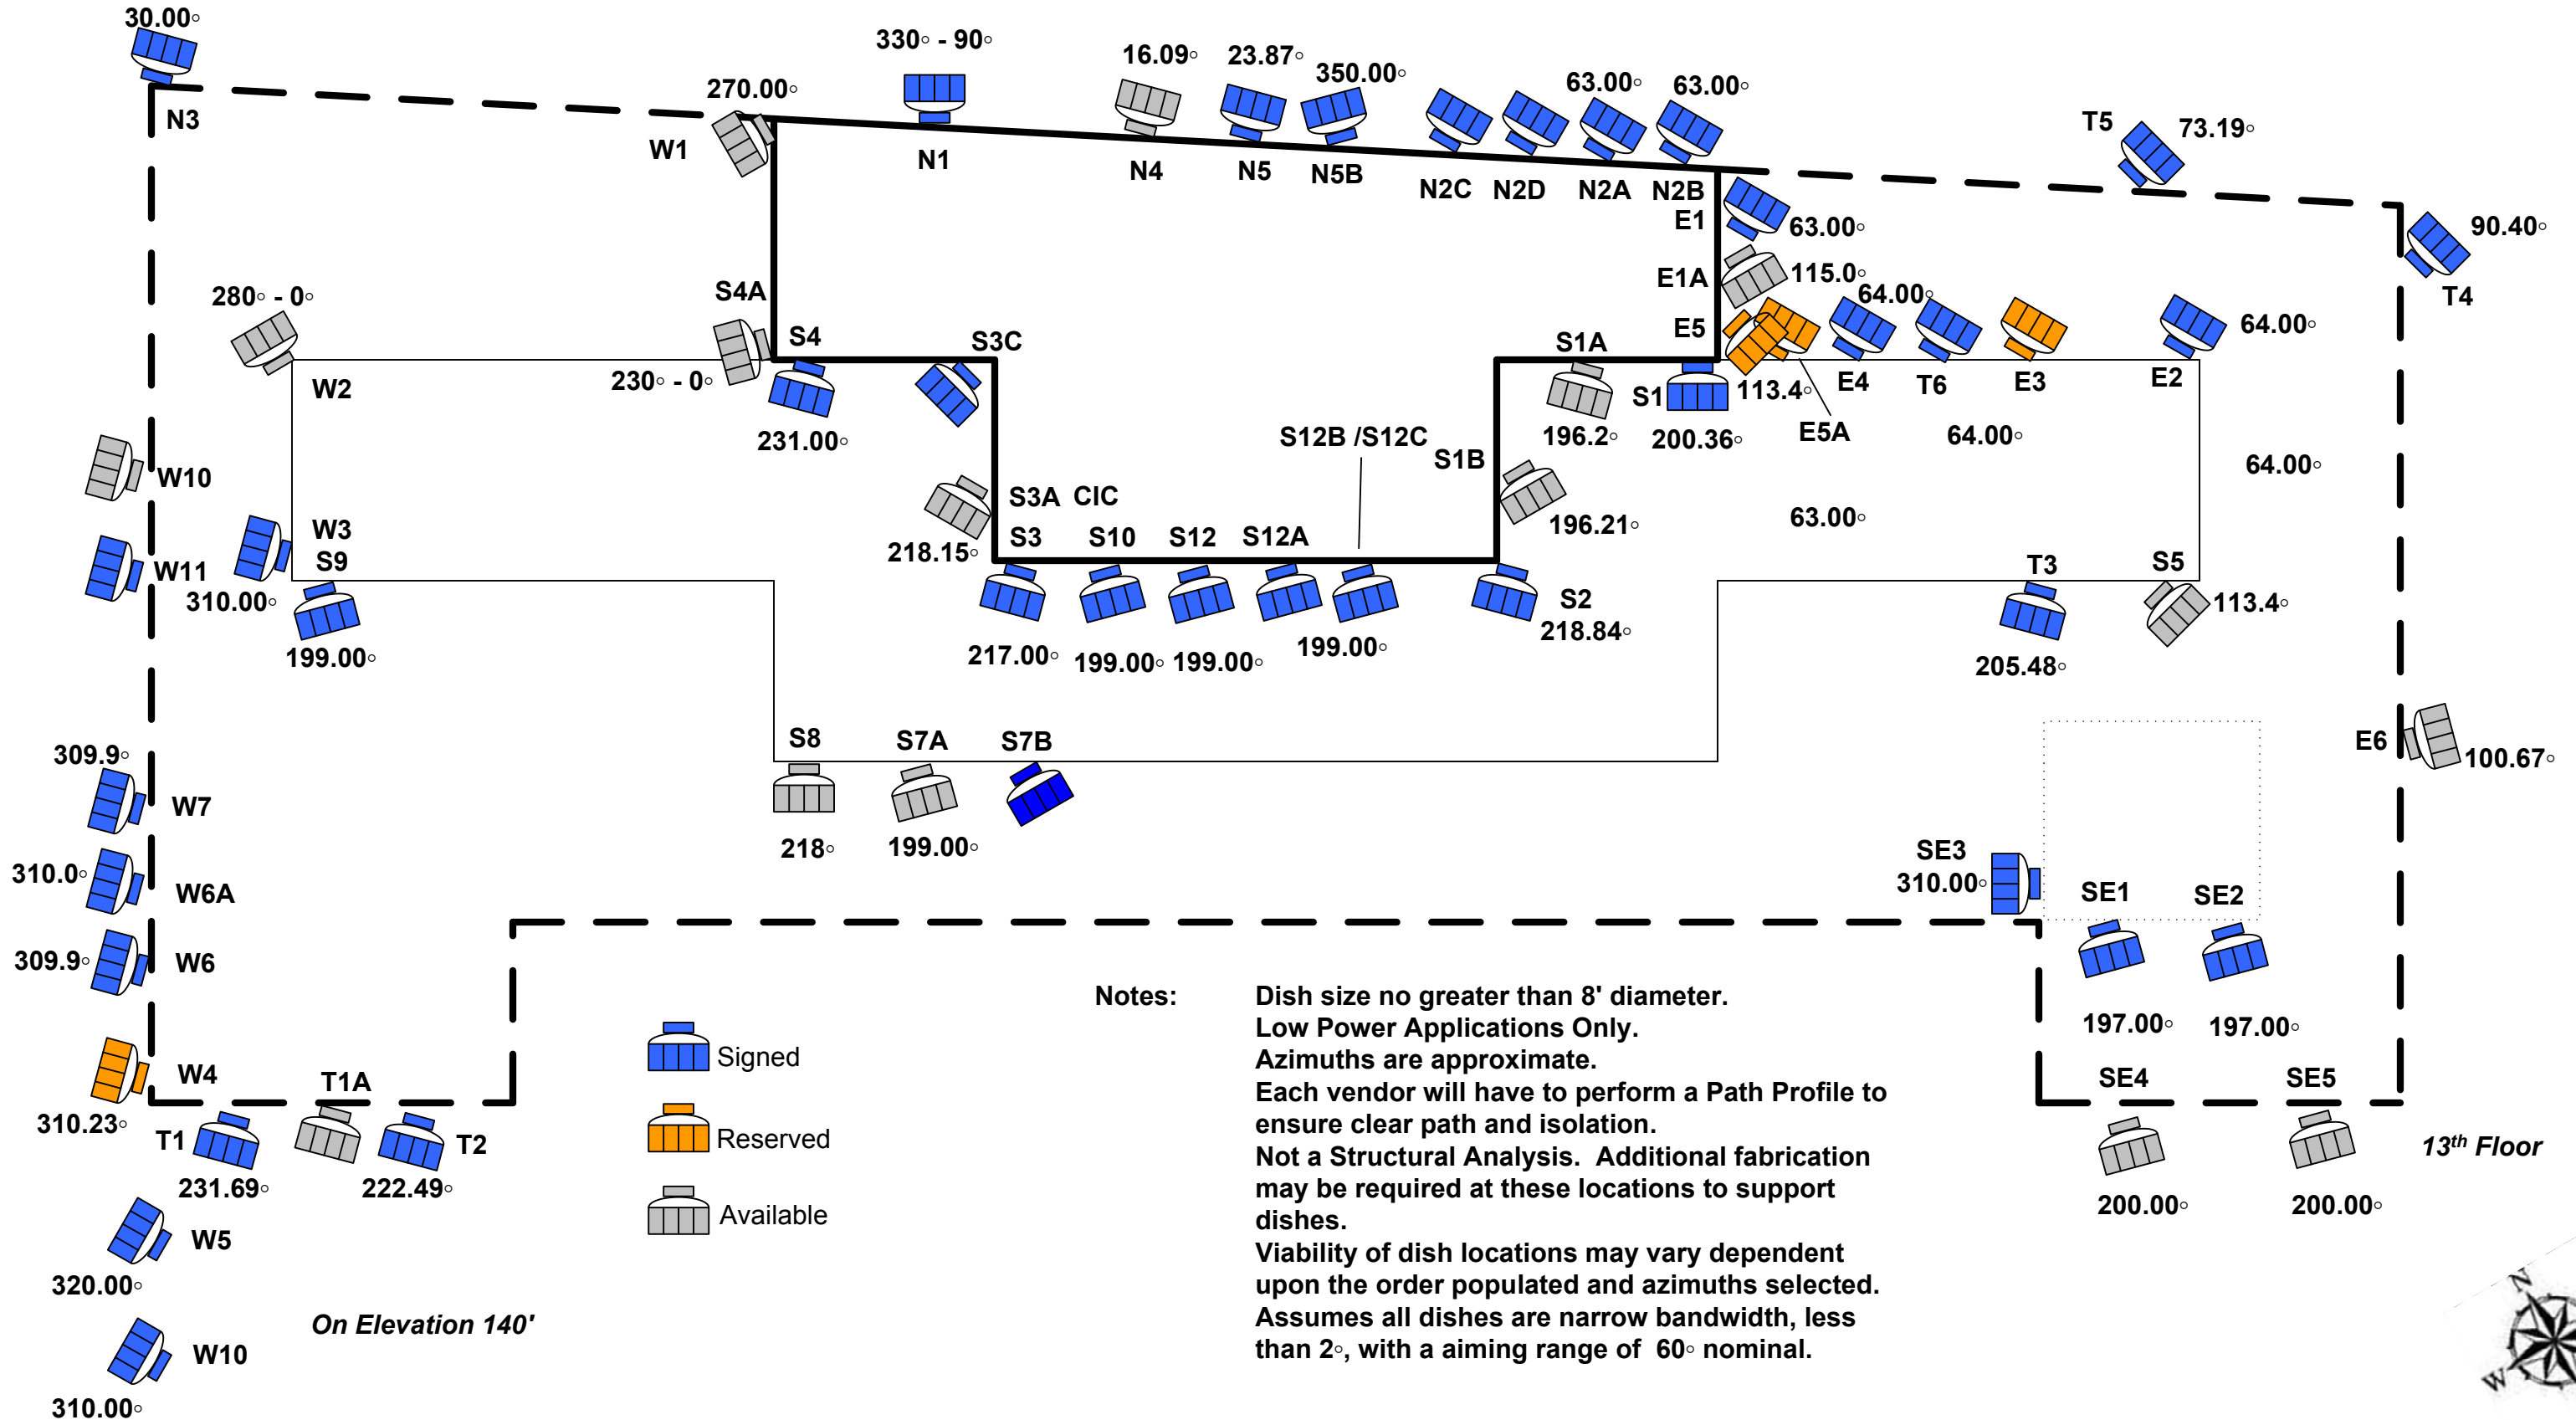 30.00◦
N3
270.00◦
W1
330◦ - 90◦
N1
16.09◦
N4
23.87◦
N5
350.00◦
N5B
N2C
N2D
63.00◦
N2A
63.00◦
N2B
T5
73.19◦
90.40◦
T4
E1
63.00◦
E1A
115.0◦
E5
64.00◦
64.00◦
280◦ - 0◦
W2
S4A
230◦ - 0◦
S4
231.00◦
S3C
S1A
196.2◦
S1
200.36◦
113.4◦
E5A
E4
T6
E3
E2
64.00◦
64.00◦
63.00◦
W10
W11
W3
S9
310.00◦
199.00◦
S3A CIC
218.15◦
S3
S10
S12
S12A
S12B /S12C
S1B
196.21◦
217.00◦
199.00◦
199.00◦
199.00◦
S2
218.84◦
T3
205.48◦
S5
113.4◦
309.9◦
W7
S8
S7A
S7B
218◦
199.00◦
E6
100.67◦
310.0◦
W6A
309.9◦
W6
SE3
310.00◦
SE1
SE2
197.00◦
197.00◦
W4
310.23◦
T1A
T1
231.69◦
T2
222.49◦
SE4
SE5
200.00◦
200.00◦
13th Floor
W5
320.00◦
W10
310.00◦
On Elevation 140'
Signed
Reserved
Available
Notes:
Dish size no greater than 8' diameter.
Low Power Applications Only.
Azimuths are approximate.
Each vendor will have to perform a Path Profile to
ensure clear path and isolation.
Not a Structural Analysis. Additional fabrication
may be required at these locations to support
dishes.
Viability of dish locations may vary dependent
upon the order populated and azimuths selected.
Assumes all dishes are narrow bandwidth, less
than 2◦, with a aiming range of 60◦ nominal.
N
W